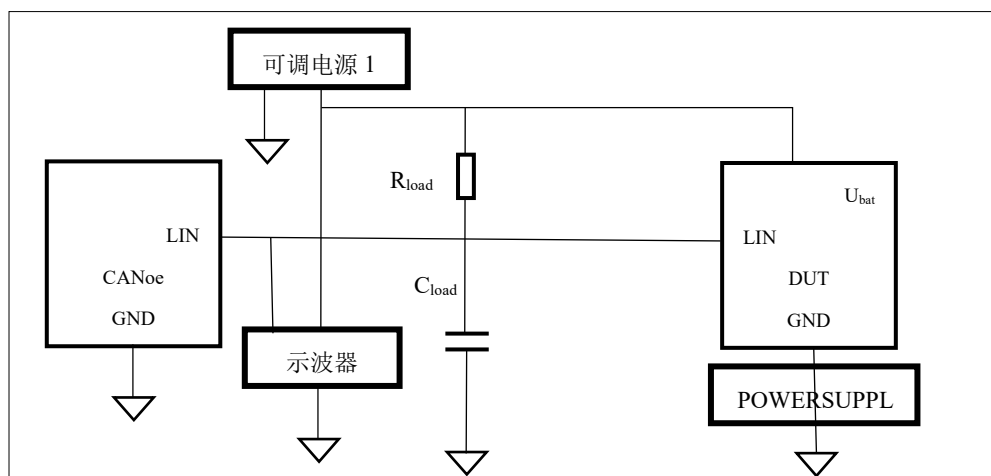 可调电源 1
Rload
Ubat
LIN
LIN
CANoe
Cload
DUT
GND
GND
示波器
POWERSUPPL